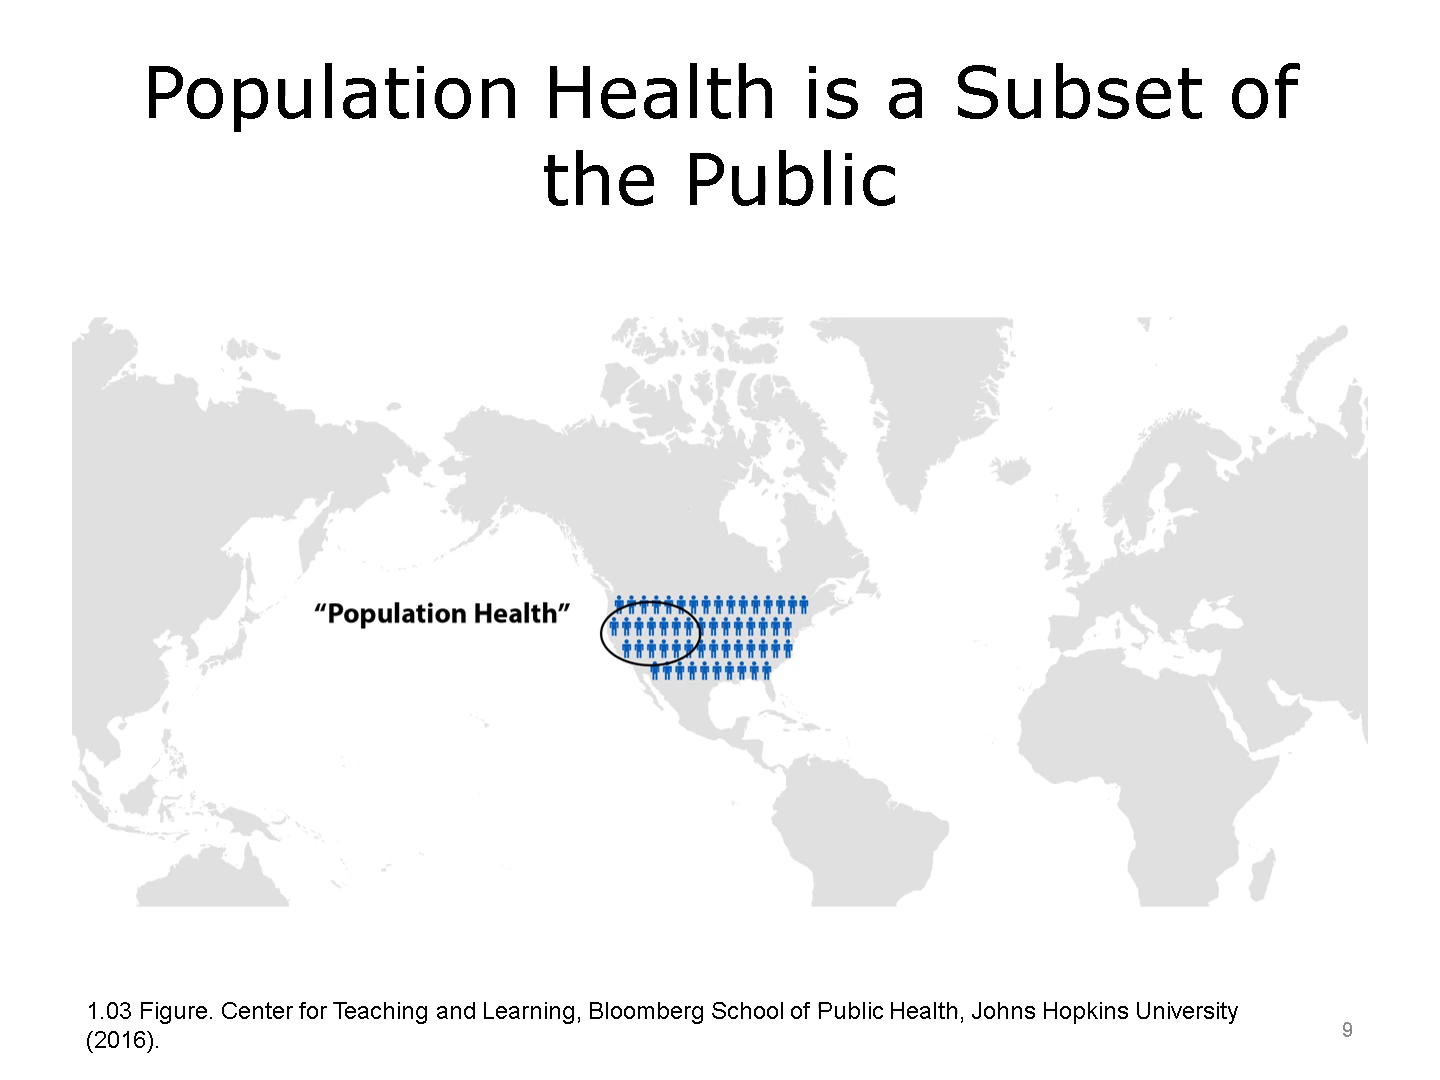 Population Health is a Subset of
the Public
“Population Health”
1.03 Figure. Center for Teaching and Learning, Bloomberg School of Public Health, Johns Hopkins University
(2016).
9